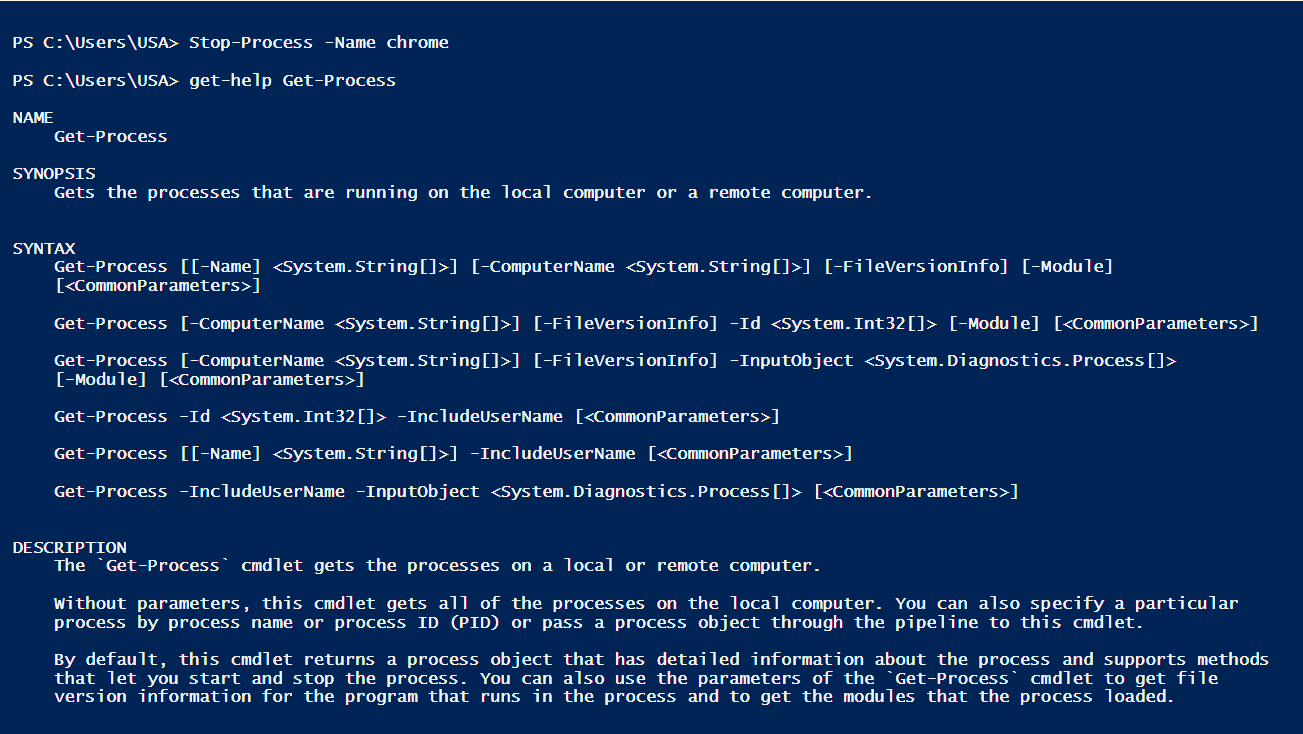 PS C:\Users\USA> Stop-Process -Name chrome
PS C:\Users\USA> get-help Get-Process
NAME
    Get-Process
SYNOPSIS
    Gets the processes that are running on the local computer or a remote computer.
SYNTAX
    Get-Process [[-Name] <System.String[]>] [-ComputerName <System.String[]>] [-FileVersionInfo] [-Module]
    [<CommonParameters>]
    Get-Process [-ComputerName <System.String[]>] [-FileVersionInfo] -Id <System.Int32[]> [-Module] [<CommonParameters>]
    Get-Process [-ComputerName <System.String[]>] [-FileVersionInfo] -InputObject <System.Diagnostics.Process[]>
    [-Module] [<CommonParameters>]
    Get-Process -Id <System.Int32[]> -IncludeUserName [<CommonParameters>]
    Get-Process [[-Name] <System.String[]>] -IncludeUserName [<CommonParameters>]
    Get-Process -IncludeUserName -InputObject <System.Diagnostics.Process[]> [<CommonParameters>]
DESCRIPTION
    The `Get-Process` cmdlet gets the processes on a local or remote computer.
    Without parameters, this cmdlet gets all of the processes on the local computer. You can also specify a particular
    process by process name or process ID (PID) or pass a process object through the pipeline to this cmdlet.
    By default, this cmdlet returns a process object that has detailed information about the process and supports methods
    that let you start and stop the process. You can also use the parameters of the `Get-Process` cmdlet to get file
    version information for the program that runs in the process and to get the modules that the process loaded.